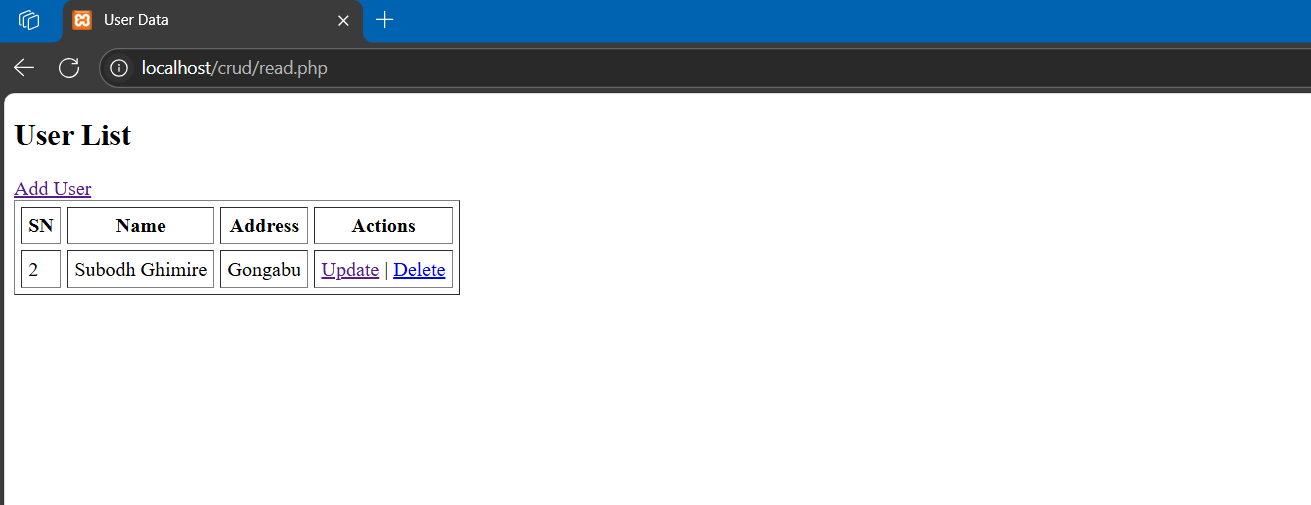 User Data
localhost/crud/read.php
User List
Add User
SN Name Address Actions
2 Subodh Ghimire Gongabu Update | Delete